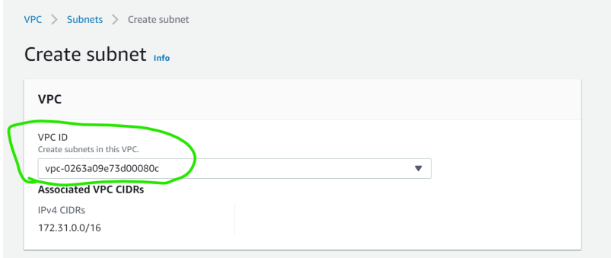 VPC > Subnets > Create subnet
Create subnet Info
VPC
VPC ID
Create subnets in this VPC.
vpc-0263a09e73d00080c
Associated VPC CIDRs
IPv4 CIDRs
172.31.0.0/16